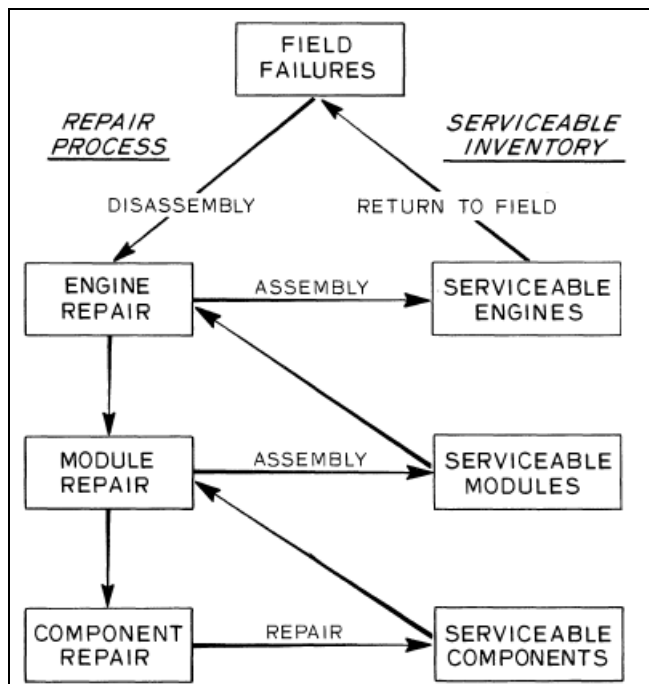 FIELD
FAILURES
REPAIR
PROCESS
SERVICEABLE
INVENTORY
DISASSEMBLY
RETURN TO FIELD
ENGINE
REPAIR
ASSEMBLY
SERVICEABLE
ENGINES
MODULE
REPAIR
ASSEMBLY
SERVICEABLE
MODULES
COMPONENT
REPAIR
REPAIR
SERVICEABLE
COMPONENTS